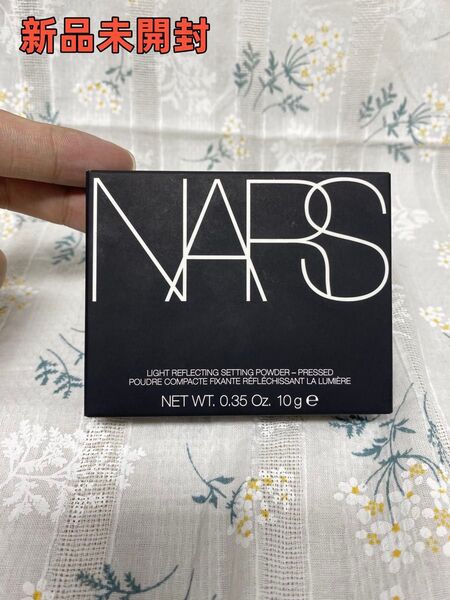 新品未開封
NARS
LIGHT REFLECTING SETTING POWDER – PRESSED
POUDRE COMPACTE FIXANTE RÉFLÉCHISSANT LA LUMIÈRE
NET WT. 0.35 Oz. 10 g ℮